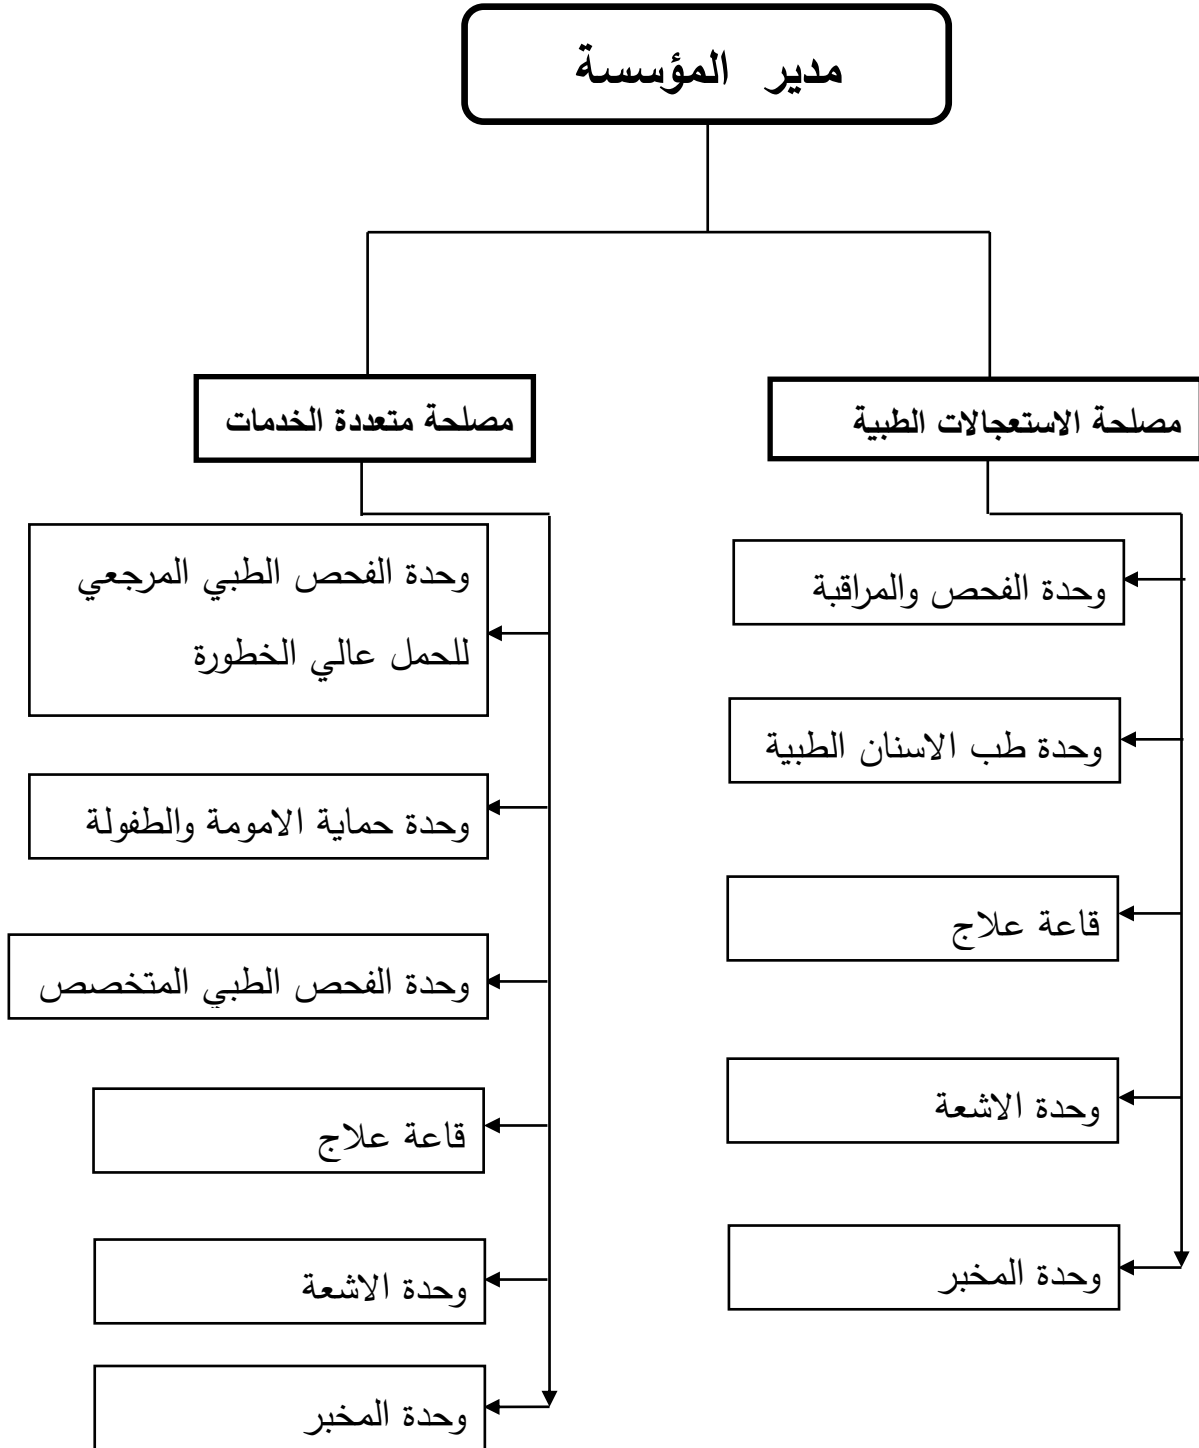 مدير المؤسسة
مصلحة الاستعجالات الطبية
وحدة الفحص والمراقبة
وحدة طب الاسنان الطبية
قاعة علاج
وحدة الاشعة
وحدة المخبر
مصلحة متعددة الخدمات
وحدة الفحص الطبي المرجعي
للحمل عالي الخطورة
وحدة حماية الامومة والطفولة
وحدة الفحص الطبي المتخصص
قاعة علاج
وحدة الاشعة
وحدة المخبر